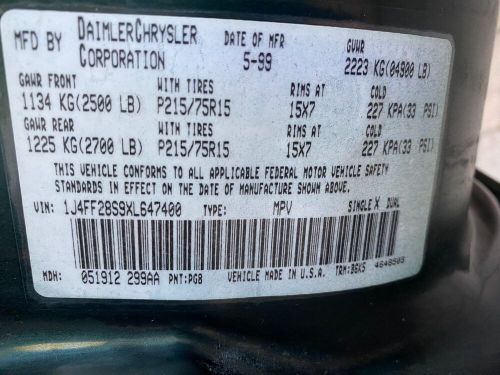 MFD BY DAIMLERCHRYSLER CORPORATION DATE OF MFR 5-99 GVWR 2223 KG(04900 LB)
GAWR FRONT WITH TIRES RIMS AT COLD
1134 KG(2500 LB) P215/75R15 15X7 227 KPA(33 PSI)
GAWR REAR WITH TIRES RIMS AT COLD
1225 KG(2700 LB) P215/75R15 15X7 227 KPA(33 PSI)
THIS VEHICLE CONFORMS TO ALL APPLICABLE FEDERAL MOTOR VEHICLE SAFETY
STANDARDS IN EFFECT ON THE DATE OF MANUFACTURE SHOWN ABOVE.
VIN: 1J4FF28S9XL647400 TYPE: MPV SINGLE X DUAL
MDH: 051912 299AA PNT:PG8 VEHICLE MADE IN U.S.A. TRM:B6K5